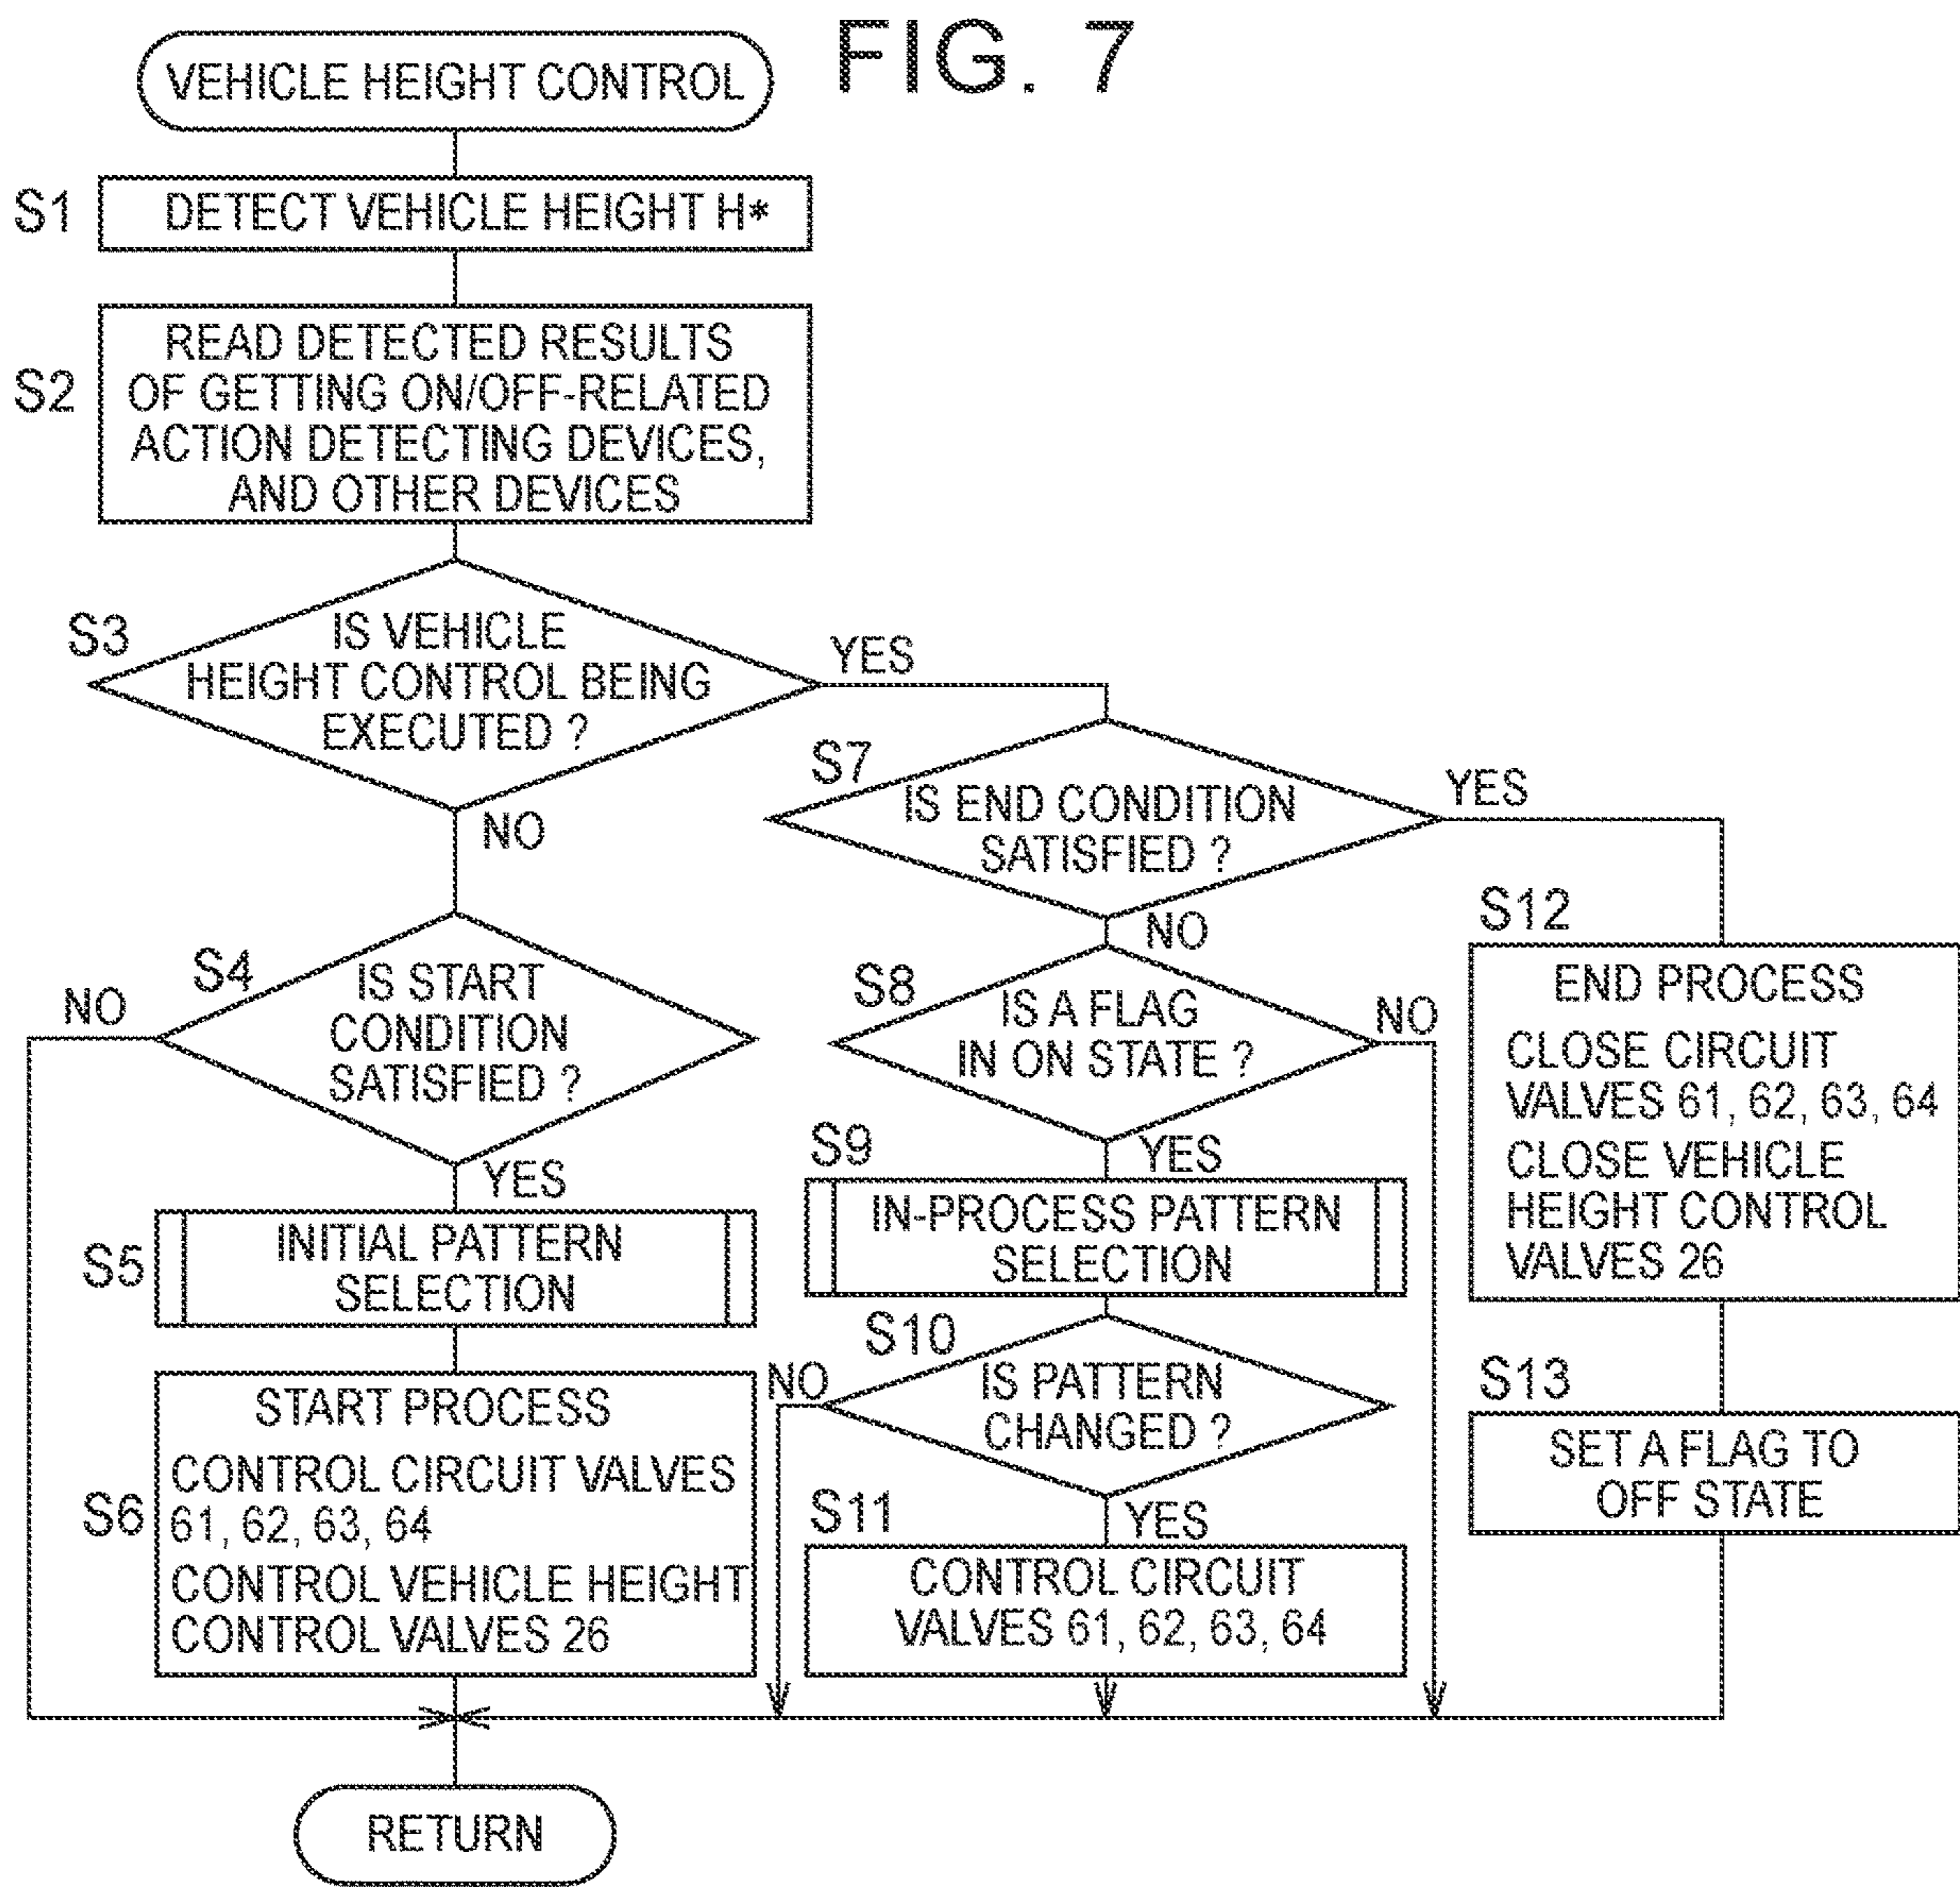 FIG. 7
VEHICLE HEIGHT CONTROL
S1
DETECT VEHICLE HEIGHT H*
S2
READ DETECTED RESULTS
OF GETTING ON/OFF-RELATED
ACTION DETECTING DEVICES,
AND OTHER DEVICES
S3
IS VEHICLE
HEIGHT CONTROL BEING
EXECUTED ?
YES
NO
S4
IS START
CONDITION
SATISFIED ?
NO
YES
S5
INITIAL PATTERN
SELECTION
S6
START PROCESS
CONTROL CIRCUIT VALVES
61, 62, 63, 64
CONTROL VEHICLE HEIGHT
CONTROL VALVES 26
S7
IS END CONDITION
SATISFIED ?
YES
NO
S8
IS A FLAG
IN ON STATE ?
NO
YES
S9
IN-PROCESS PATTERN
SELECTION
S10
IS PATTERN
CHANGED ?
NO
YES
S11
CONTROL CIRCUIT
VALVES 61, 62, 63, 64
S12
END PROCESS
CLOSE CIRCUIT
VALVES 61, 62, 63, 64
CLOSE VEHICLE
HEIGHT CONTROL
VALVES 26
S13
SET A FLAG TO
OFF STATE
RETURN